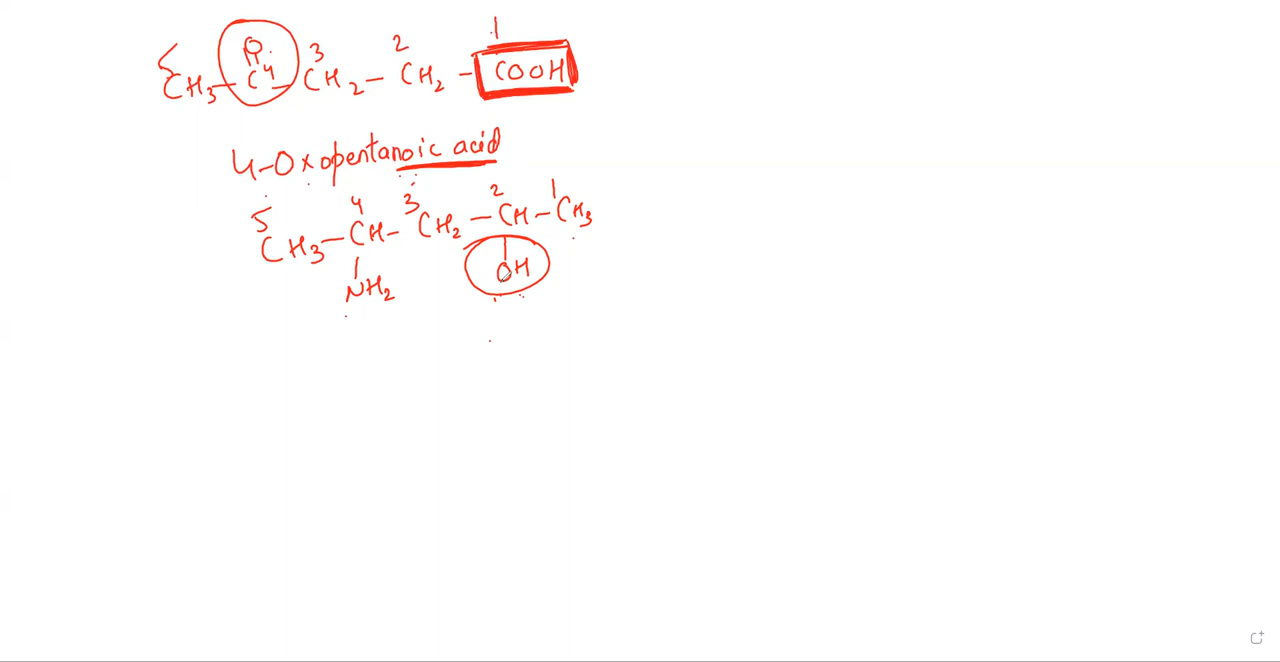 1
5 O 3 2
CH3 - C4 - CH2 - CH2 - COOH
4-Oxopentanoic acid
5 4 3 2 1
CH3 - CH - CH2 - CH - CH3
NH2 OH